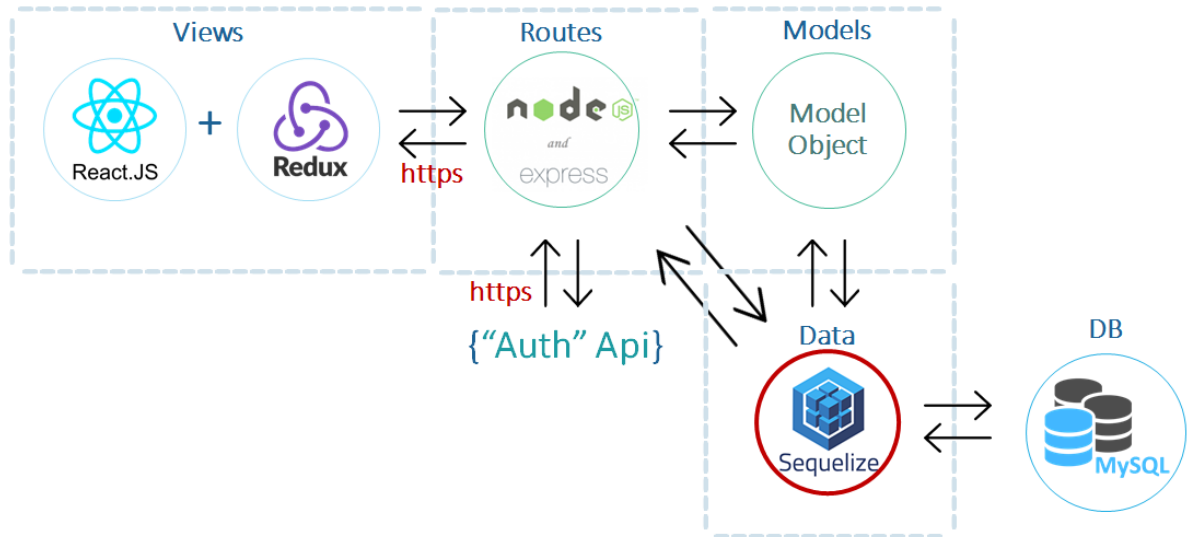 Views
Routes
Models
React.JS
+
Redux
node
JS
and
express
Model
Object
https
https
{“Auth” Api}
Data
Sequelize
DB
MySQL